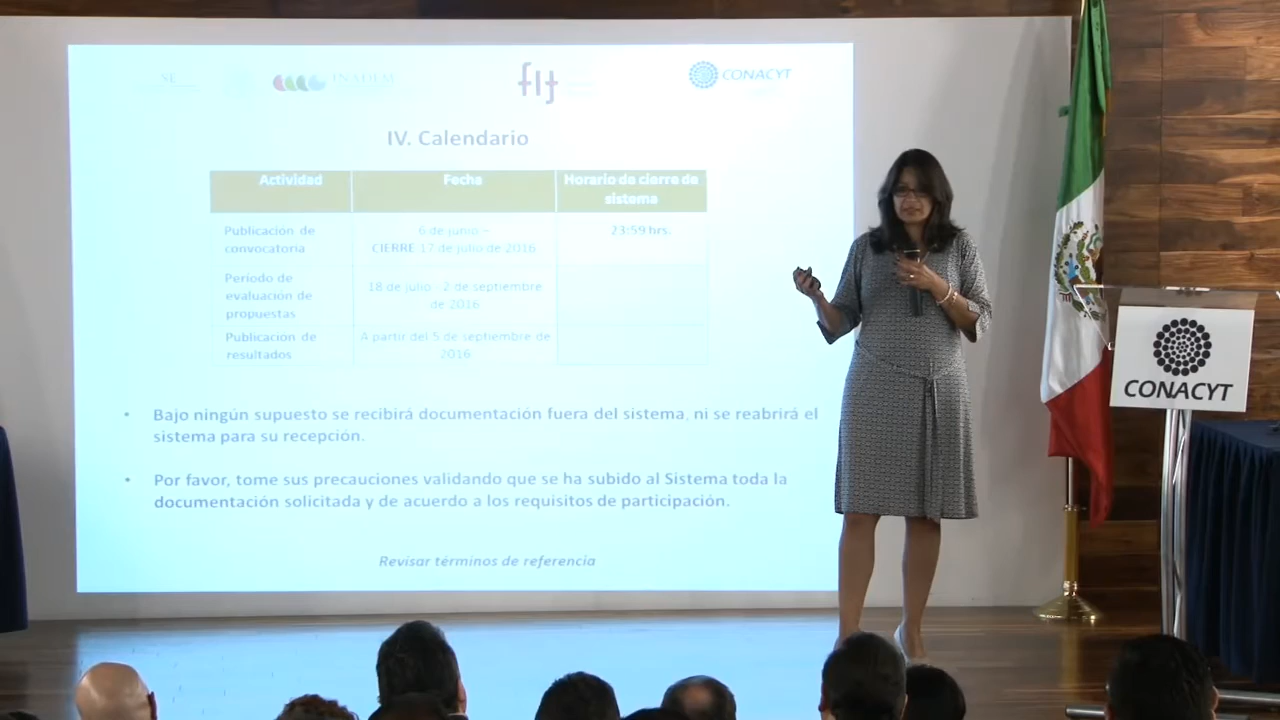 SE
INADEM
fit
CONACYT
IV. Calendario
Actividad
Fecha
Horario de cierre de
sistema
Publicación de
convocatoria
6 de junio –
CIERRE 17 de julio de 2016
23:59 hrs.
Período de
evaluación de
propuestas
18 de julio - 2 de septiembre
de 2016
Publicación de
resultados
A partir del 5 de septiembre de
2016
• Bajo ningún supuesto se recibirá documentación fuera del sistema, ni se reabrirá el
sistema para su recepción.
• Por favor, tome sus precauciones validando que se ha subido al Sistema toda la
documentación solicitada y de acuerdo a los requisitos de participación.
Revisar términos de referencia
CONACYT